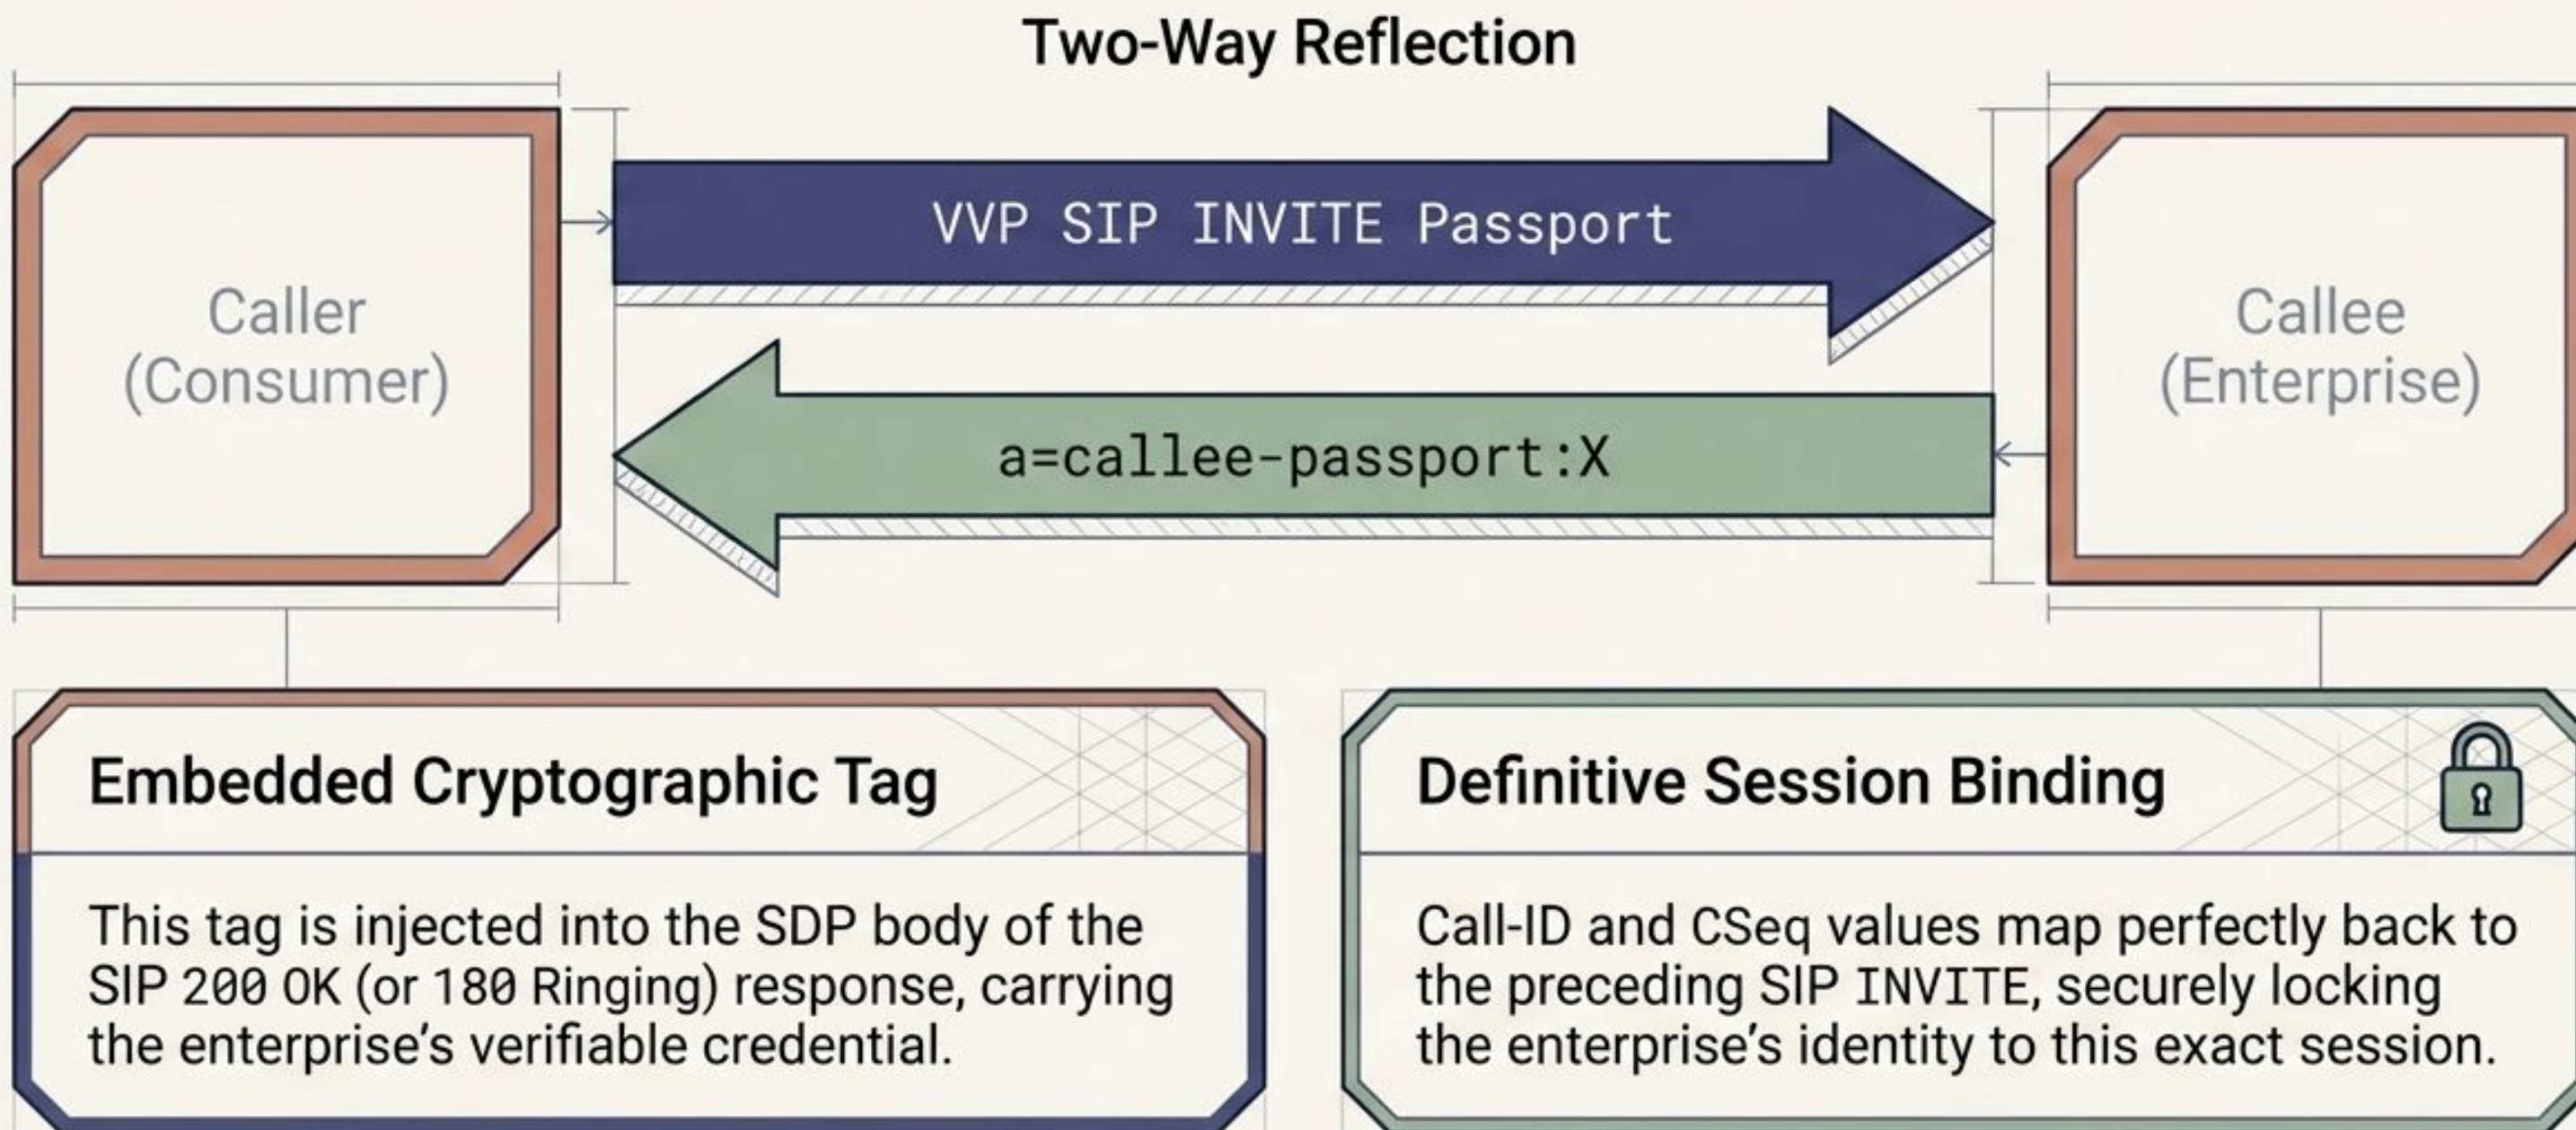 Two-Way Reflection
Caller
(Consumer)
VVP SIP INVITE Passport
a=callee-passport:X
Callee
(Enterprise)
Embedded Cryptographic Tag
This tag is injected into the SDP body of the
SIP 200 OK (or 180 Ringing) response, carrying
the enterprise’s verifiable credential.
Definitive Session Binding
Call-ID and CSeq values map perfectly back to
the preceding SIP INVITE, securely locking
the enterprise’s identity to this exact session.